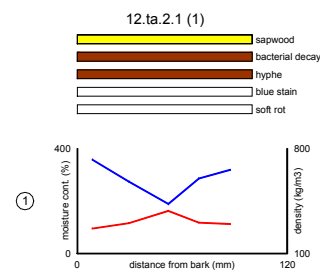 12.ta.2.1 (1)
sapwood
bacterial decay
hyphe
blue stain
soft rot
400
800
1
moisture cont. (%)
density (kg/m3)
0
100
0
distance from bark (mm)
120